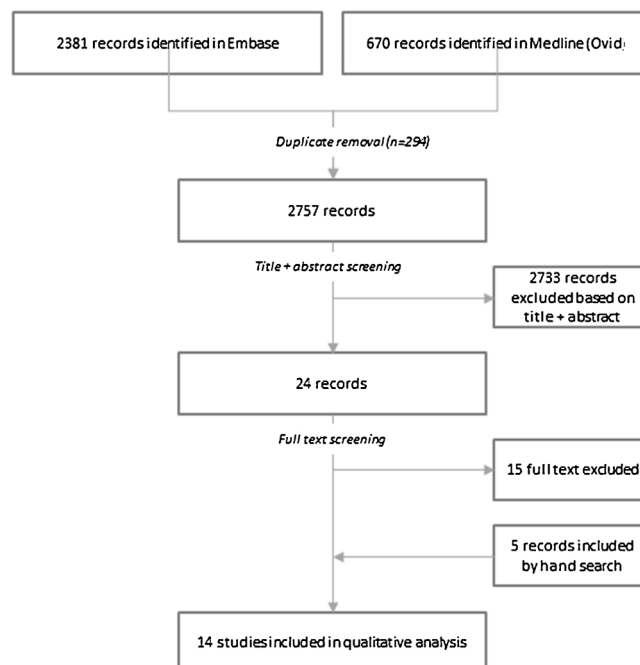 2381 records identified in Embase
670 records identified in Medline (Ovid
Duplicate removal (n=294)
2757 records
Title + abstract screening
2733 records
excluded based on
title + abstract
24 records
Full text screening
15 full text excluded
5 records included
by hand search
14 studies included in qualitative analysis